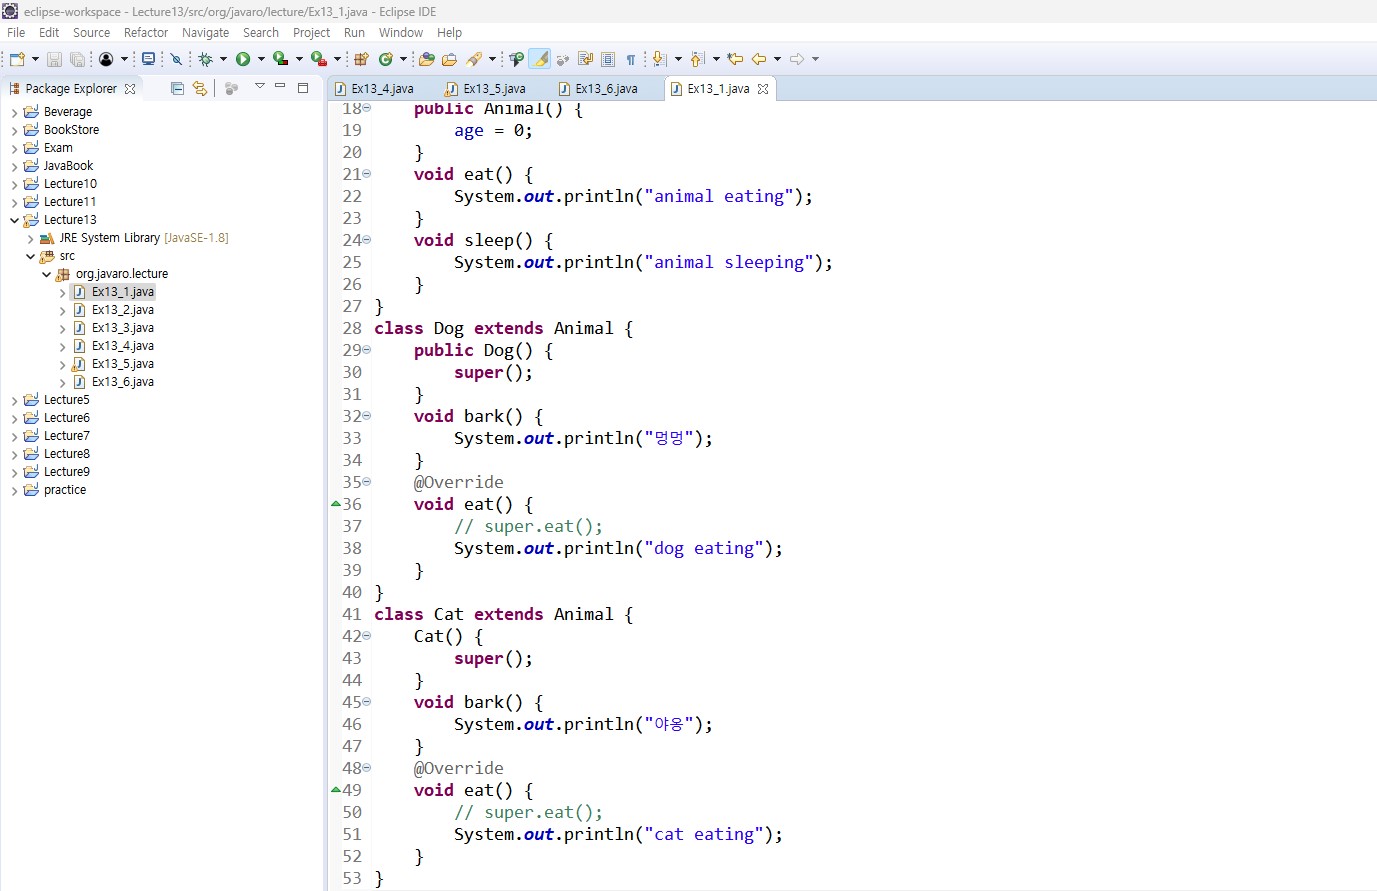 eclipse-workspace - Lecture13/src/org/javaro/lecture/Ex13_1.java - Eclipse IDE
File Edit Source Refactor Navigate Search Project Run Window Help
Package Explorer
Beverage
BookStore
Exam
JavaBook
Lecture10
Lecture11
Lecture13
JRE System Library [JavaSE-1.8]
src
org.javaro.lecture
Ex13_1.java
Ex13_2.java
Ex13_3.java
Ex13_4.java
Ex13_5.java
Ex13_6.java
Lecture5
Lecture6
Lecture7
Lecture8
Lecture9
practice
Ex13_4.java Ex13_5.java Ex13_6.java Ex13_1.java
18 public Animal() {
19 age = 0;
20 }
21 void eat() {
22 System.out.println("animal eating");
23 }
24 void sleep() {
25 System.out.println("animal sleeping");
26 }
27 }
28 class Dog extends Animal {
29 public Dog() {
30 super();
31 }
32 void bark() {
33 System.out.println("멍멍");
34 }
35 @Override
36 void eat() {
37 // super.eat();
38 System.out.println("dog eating");
39 }
40 }
41 class Cat extends Animal {
42 Cat() {
43 super();
44 }
45 void bark() {
46 System.out.println("야옹");
47 }
48 @Override
49 void eat() {
50 // super.eat();
51 System.out.println("cat eating");
52 }
53 }